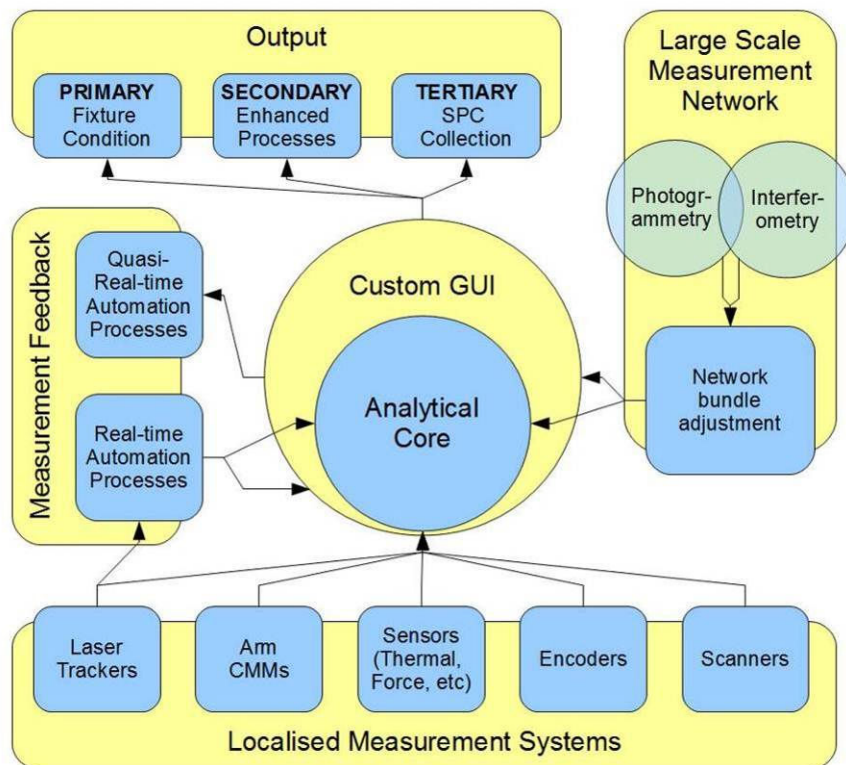 Output
PRIMARY
Fixture
Condition
SECONDARY
Enhanced
Processes
TERTIARY
SPC
Collection
Large Scale
Measurement
Network
Photogr-
ammetry
Interfer-
ometry
Network
bundle
adjustment
Measurement Feedback
Quasi-
Real-time
Automation
Processes
Real-time
Automation
Processes
Custom GUI
Analytical
Core
Laser
Trackers
Arm
CMMs
Sensors
(Thermal,
Force, etc)
Encoders
Scanners
Localised Measurement Systems